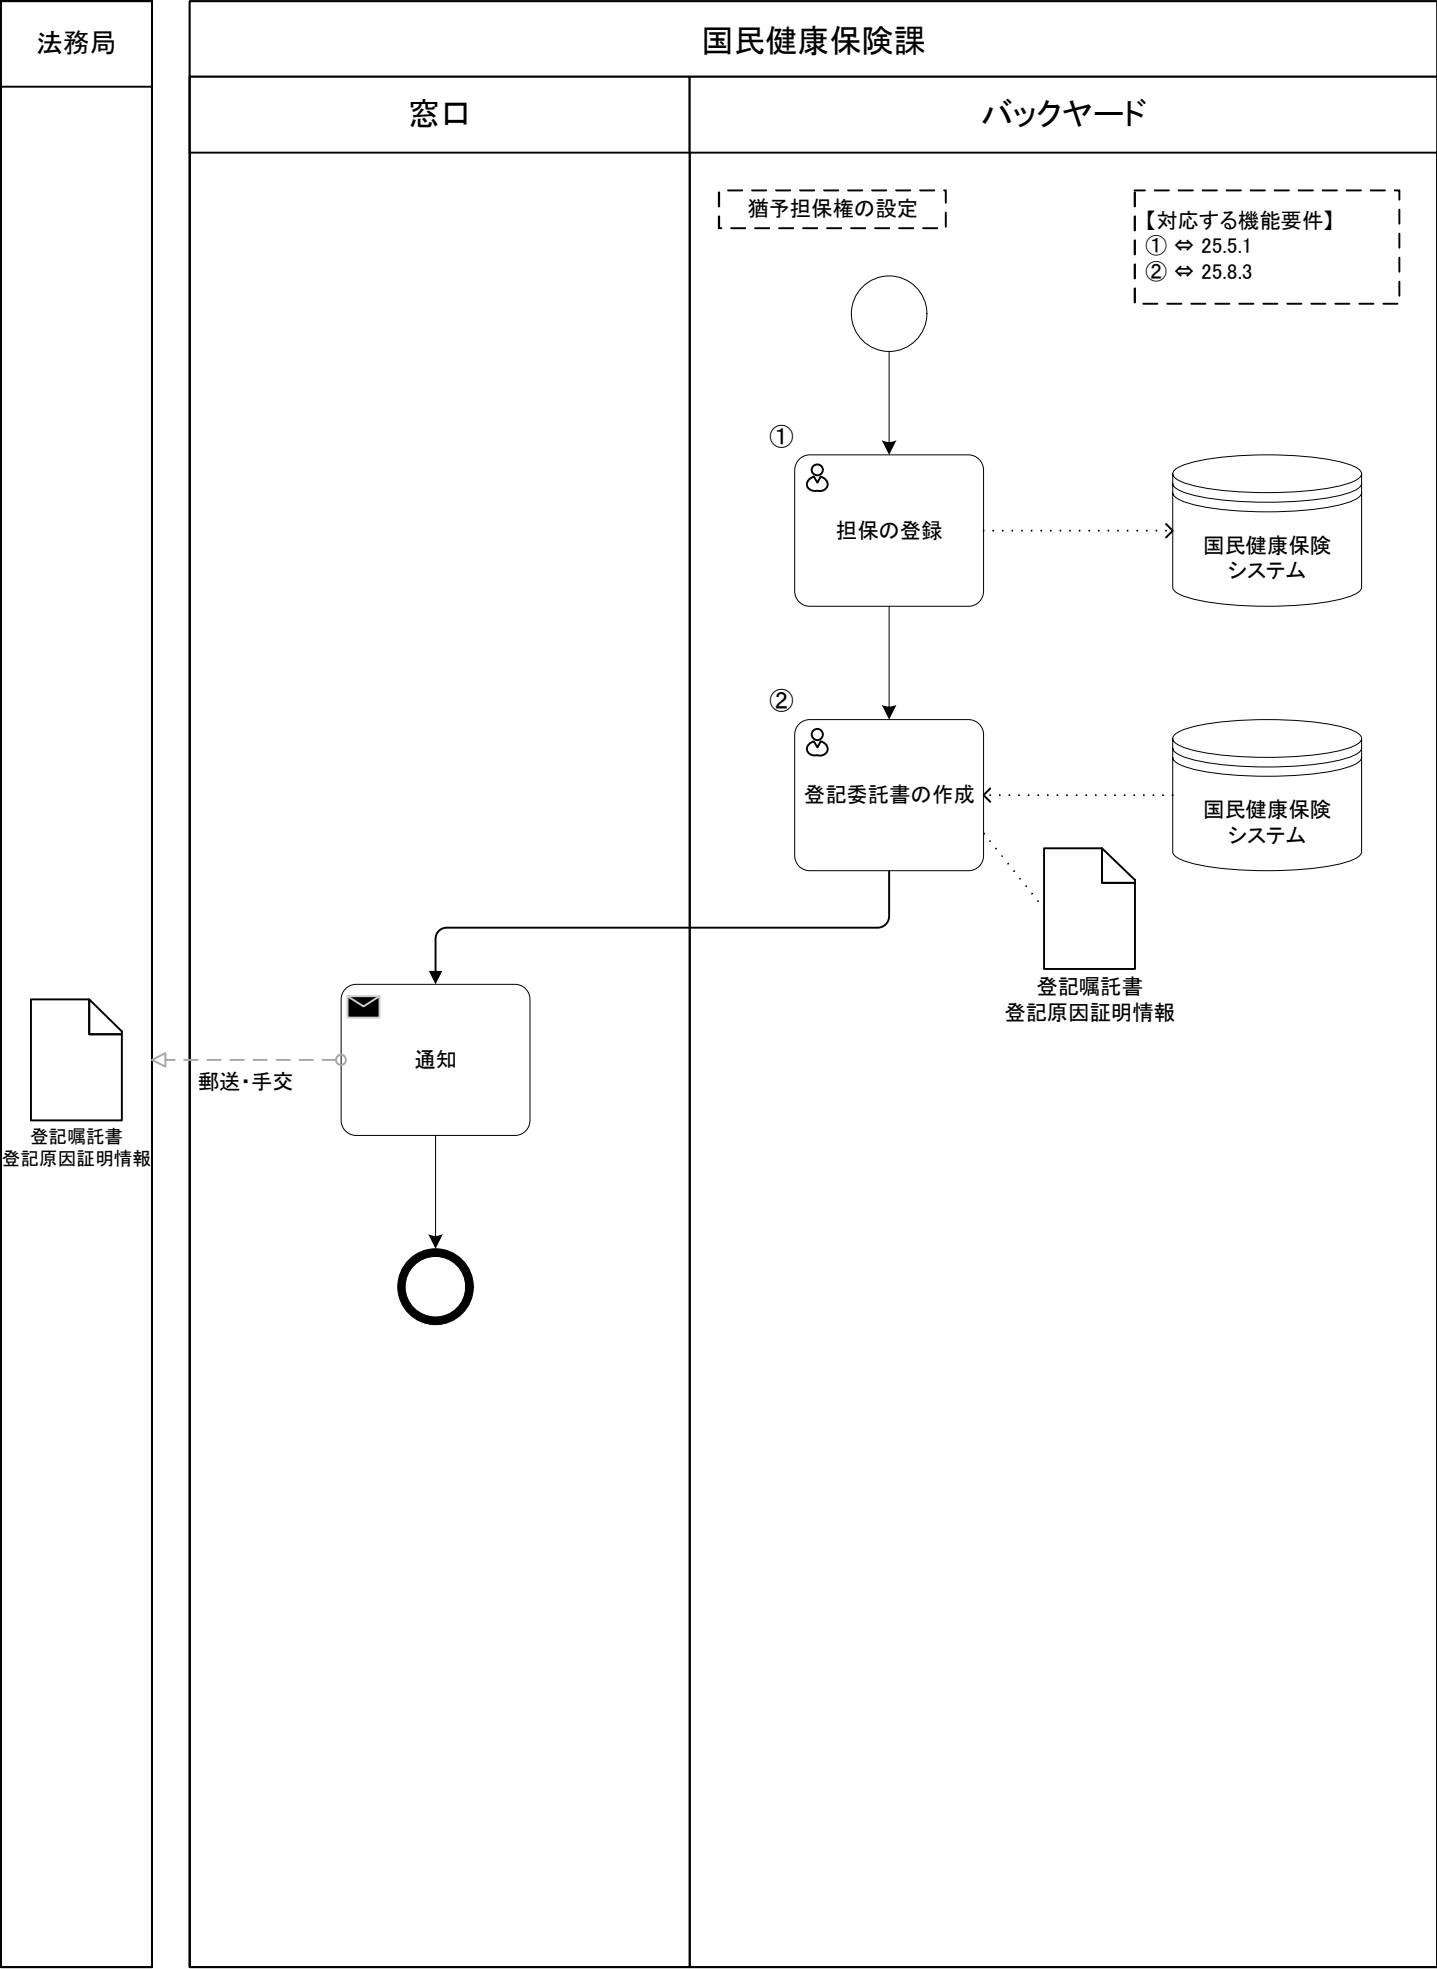 法務局
国民健康保険課
窓口
バックヤード
猶予担保権の設定
【対応する機能要件】
① ⇔ 25.5.1
② ⇔ 25.8.3
①
担保の登録
国民健康保険
システム
②
登記委託書の作成
国民健康保険
システム
登記嘱託書
登記原因証明情報
通知
郵送・手交
登記嘱託書
登記原因証明情報